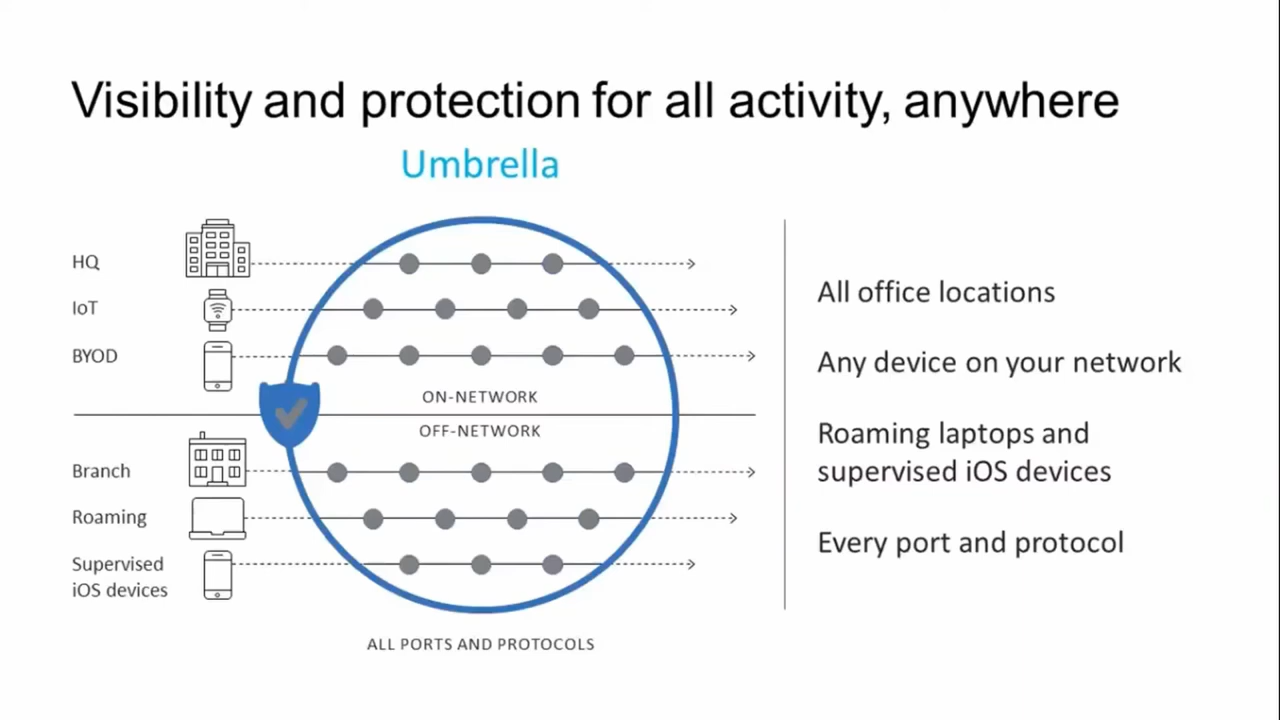 Visibility and protection for all activity, anywhere
Umbrella
HQ
IoT
BYOD
ON-NETWORK
OFF-NETWORK
Branch
Roaming
Supervised
iOS devices
ALL PORTS AND PROTOCOLS
All office locations
Any device on your network
Roaming laptops and
supervised iOS devices
Every port and protocol